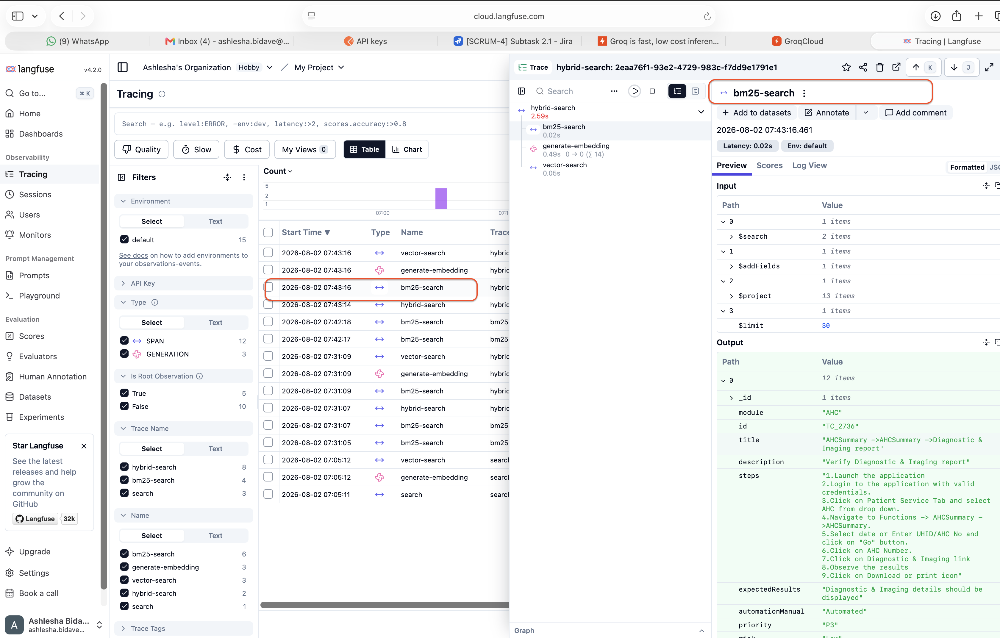 cloud.langfuse.com
(9) WhatsApp
Inbox (4) - ashlesha.bidave@...
API keys
[SCRUM-4] Subtask 2.1 - Jira
Groq is fast, low cost inferen...
GroqCloud
Tracing | Langfuse
langfuse
v4.2.0
Go to...
⌘ K
Home
Dashboards
Observability
Tracing
Sessions
Users
Monitors
Prompt Management
Prompts
Playground
Evaluation
Scores
Evaluators
Human Annotation
Datasets
Experiments
Star Langfuse
See the latest
releases and help
grow the
community on
GitHub
Langfuse
32k
Upgrade
Settings
Book a call
A
Ashlesha Bida...
ashlesha.bidave...
Ashlesha's Organization Hobby / My Project
Tracing
Search – e.g. level:ERROR, -env:dev, latency:>2, scores.accuracy:>0.8
Quality
Slow
Cost
My Views 0
Table
Chart
Filters
Environment
Select Text
default 15
See docs on how to add environments to
your observations-events.
API Key
Type
Select Text
SPAN 12
GENERATION 3
Is Root Observation
True 5
False 10
Trace Name
Select Text
hybrid-search 8
bm25-search 4
search 3
Name
Select Text
bm25-search 6
generate-embedding 3
vector-search 3
hybrid-search 2
search 1
Trace Tags
Count
5
2
1
07:00
07:1
Start Time ▼ Type Name Trace
2026-08-02 07:43:16 vector-search hybrid
2026-08-02 07:43:16 generate-embedding hybrid
2026-08-02 07:43:16 bm25-search hybrid
2026-08-02 07:43:14 hybrid-search hybrid
2026-08-02 07:42:18 bm25-search bm25-
2026-08-02 07:42:17 bm25-search bm25-
2026-08-02 07:31:09 vector-search hybrid
2026-08-02 07:31:09 generate-embedding hybrid
2026-08-02 07:31:09 bm25-search hybrid
2026-08-02 07:31:07 hybrid-search hybrid
2026-08-02 07:31:07 bm25-search bm25-
2026-08-02 07:31:05 bm25-search bm25-
2026-08-02 07:05:12 vector-search search
2026-08-02 07:05:12 generate-embedding search
2026-08-02 07:05:11 search search
Trace hybrid-search: 2eaa76f1-93e2-4729-983c-f7dd9e1791e1
K
J
Search
hybrid-search
2.59s
bm25-search
0.02s
generate-embedding
0.49s 0 → 0 (∑ 14)
vector-search
0.05s
Graph
bm25-search
Add to datasets
Annotate
Add comment
2026-08-02 07:43:16.461
Latency: 0.02s
Env: default
Preview Scores Log View
Formatted JSO
Input
Path Value
0 1 items
$search 2 items
1 1 items
$addFields 1 items
2 1 items
$project 13 items
3 1 items
$limit 30
Output
Path Value
0 12 items
_id 1 items
module "AHC"
id "TC_2736"
title "AHCSummary ->AHCSummary ->Diagnostic &
Imaging report"
description "Verify Diagnostic & Imaging report"
steps "1.Launch the application
2.Login to the application with valid
credentials.
3.Click on Patient Service Tab and select
AHC from drop down.
4.Navigate to Functions -> AHCSummary -
>AHCSummary.
5.Select date or Enter UHID/AHC No and
click on "Go" button.
6.Click on AHC Number.
7.Click on Diagnostic & Imaging link
8.Observe the results
9.Click on Download or print icon"
expectedResults "Diagnostic & Imaging details should be
displayed"
automationManual "Automated"
priority "P3"
risk "Low"